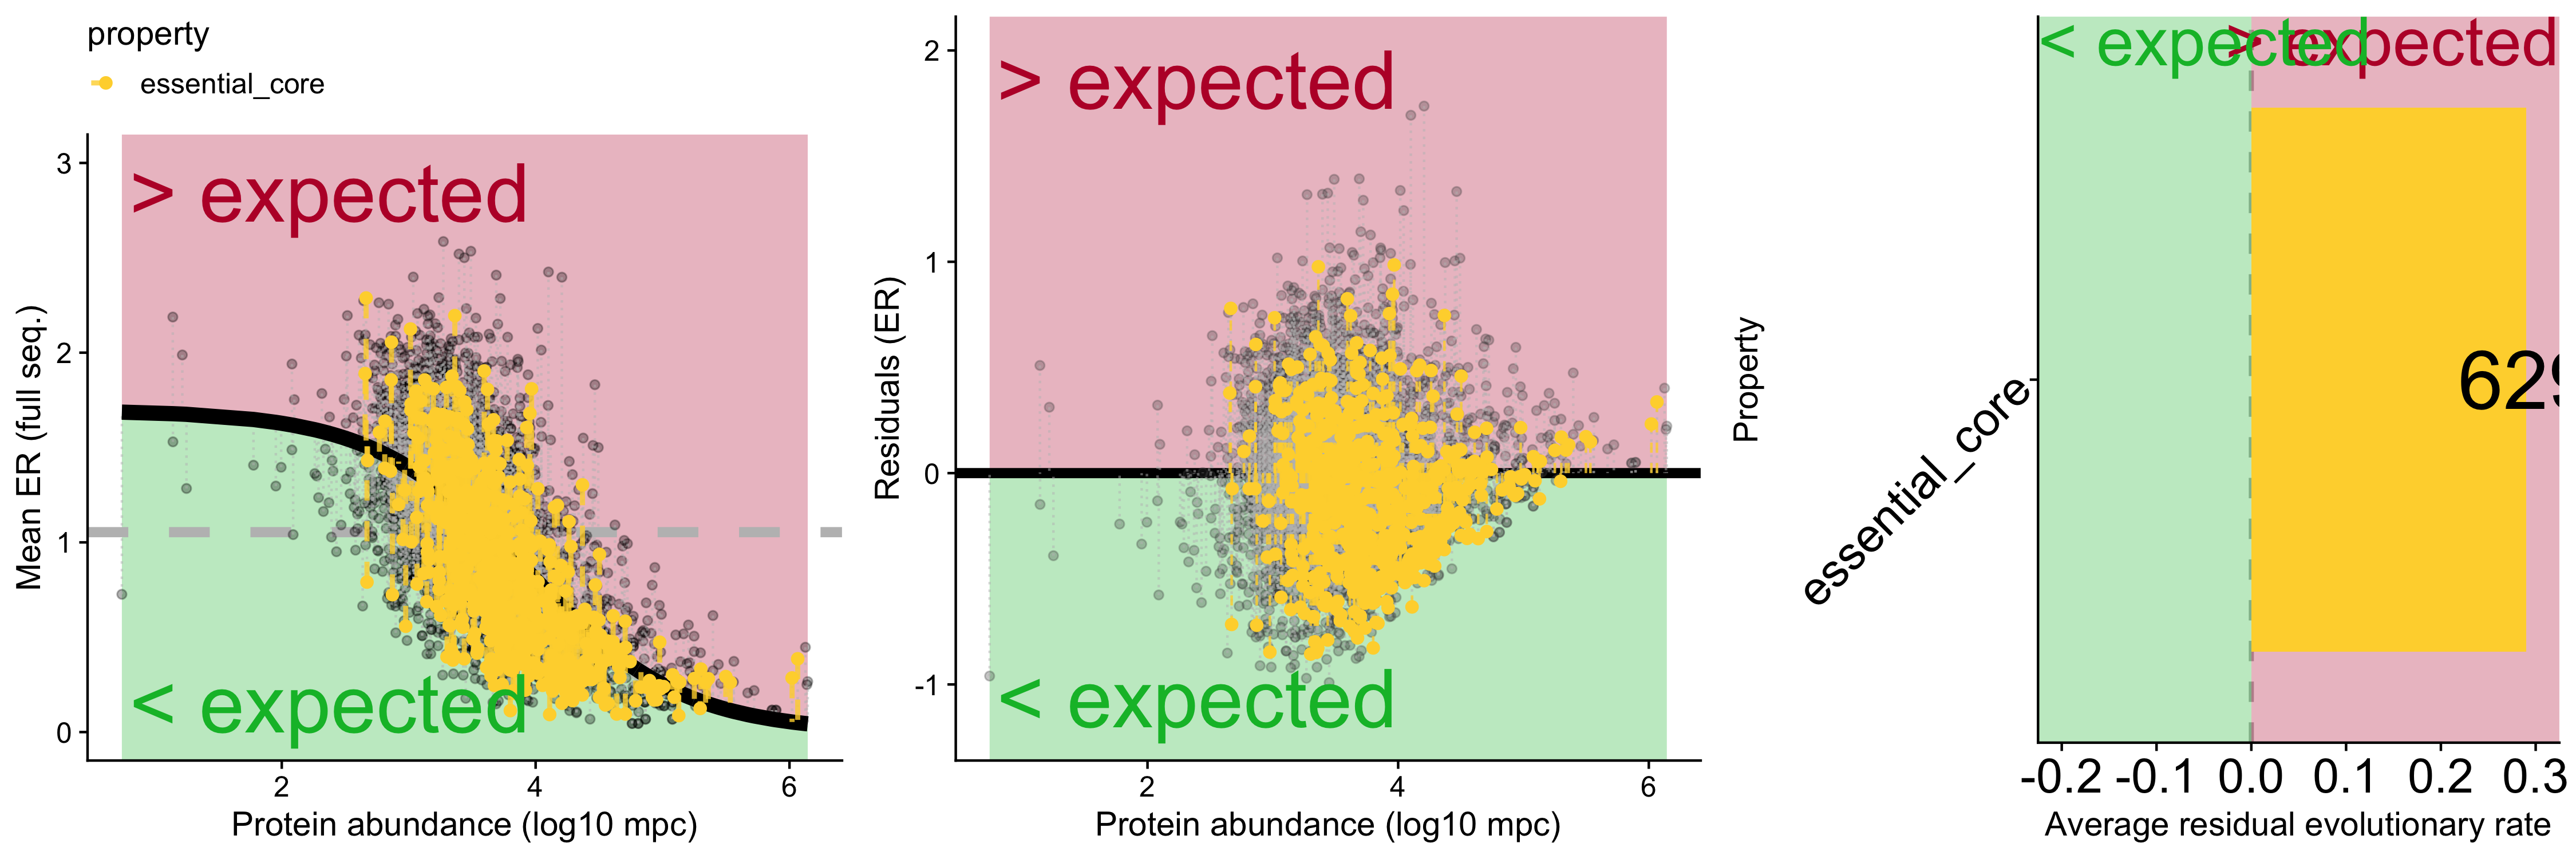 property
essential_core
> expected
< expected
3
2
1
0
2
4
6
Mean ER (full seq.)
Protein abundance (log10 mpc)
> expected
< expected
2
1
0
-1
2
4
6
Residuals (ER)
Protein abundance (log10 mpc)
< expected
> expected
629
Property
essential_core
-0.2 -0.1 0.0 0.1 0.2 0.3
Average residual evolutionary rate